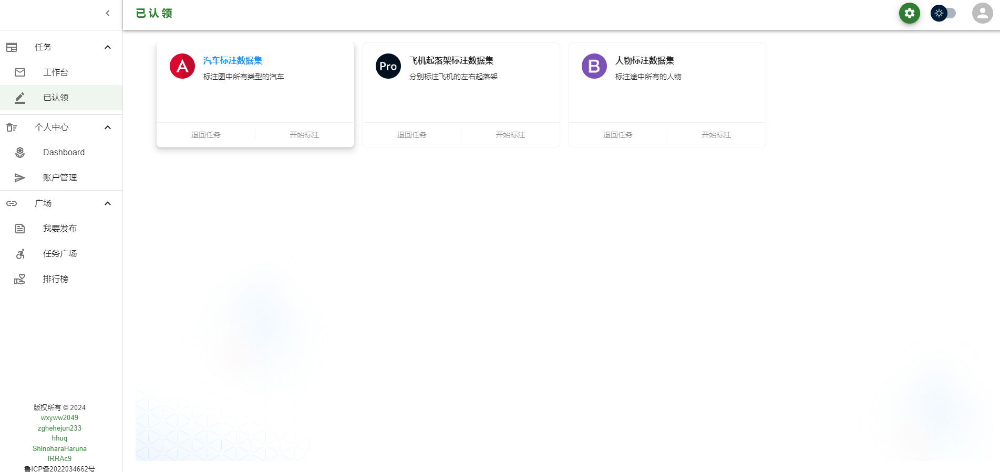 已认领
任务
工作台
已认领
个人中心
Dashboard
账户管理
广场
我要发布
任务广场
排行榜
版权所有 © 2024
wxyww2049
zghehejun233
hhuq
ShinoharaHaruna
IRRAc9
鲁ICP备2022034662号
A
汽车标注数据集
标注图中所有类型的汽车
退回任务
开始标注
Pro
飞机起落架标注数据集
分别标注飞机的左右起落架
退回任务
开始标注
B
人物标注数据集
标注途中所有的人物
退回任务
开始标注